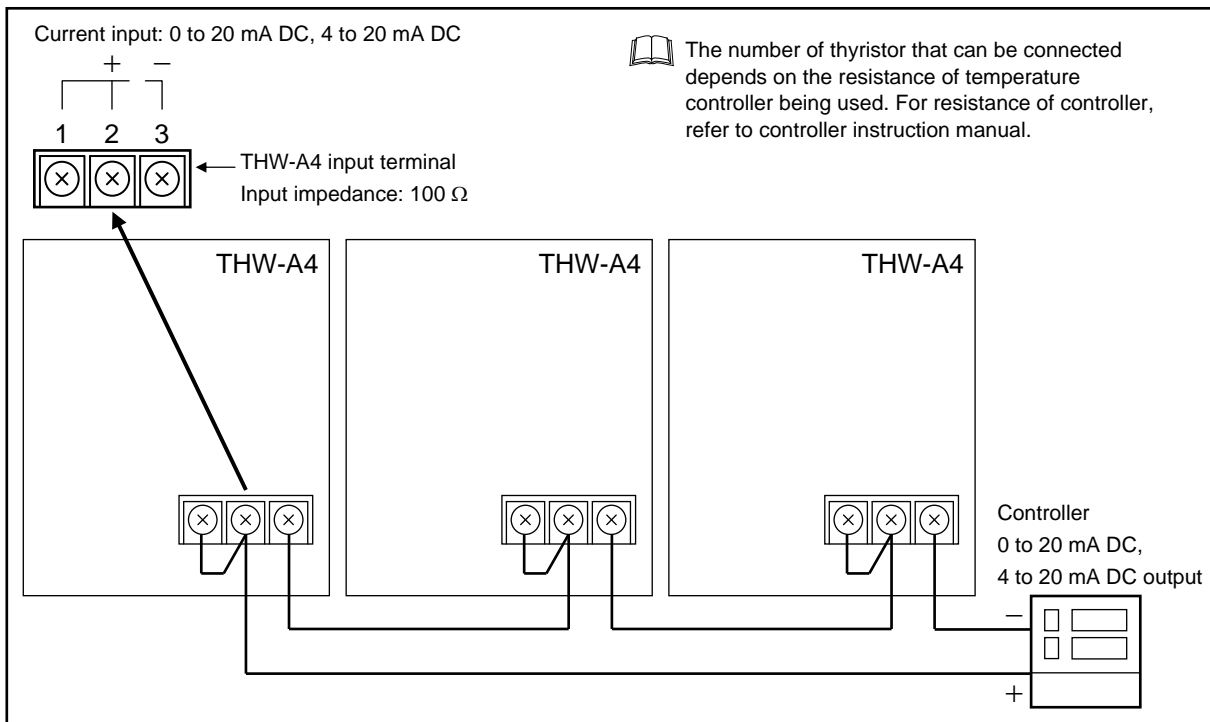 Current input: 0 to 20 mA DC, 4 to 20 mA DC
+ −
1 2 3
THW-A4 input terminal
Input impedance: 100 Ω
The number of thyristor that can be connected
depends on the resistance of temperature
controller being used. For resistance of controller,
refer to controller instruction manual.
THW-A4
THW-A4
THW-A4
Controller
0 to 20 mA DC,
4 to 20 mA DC output
−
+